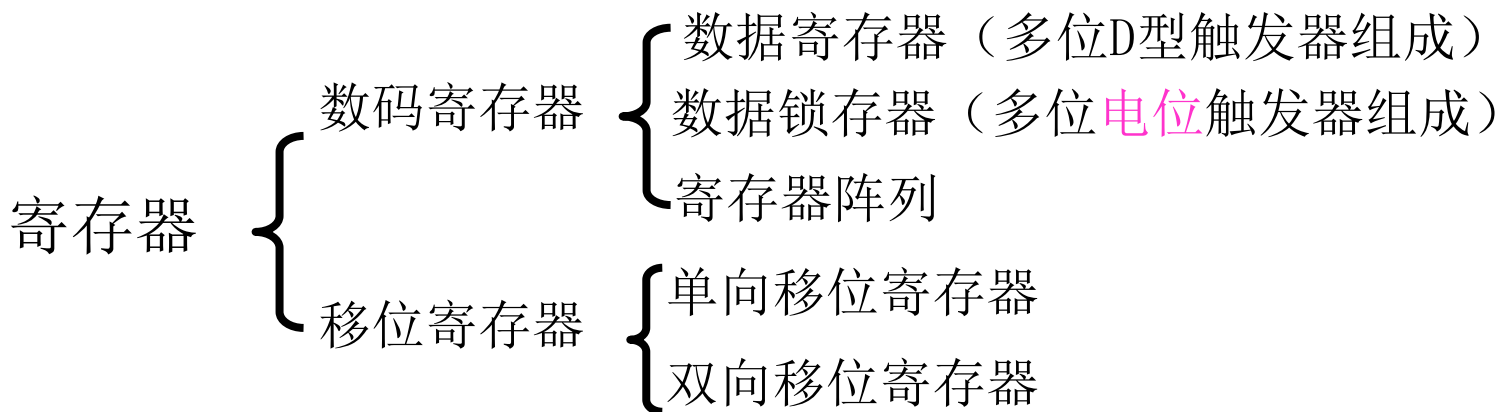 寄存器
数码寄存器
数据寄存器（多位D型触发器组成）
数据锁存器（多位电位触发器组成）
寄存器阵列
移位寄存器
单向移位寄存器
双向移位寄存器